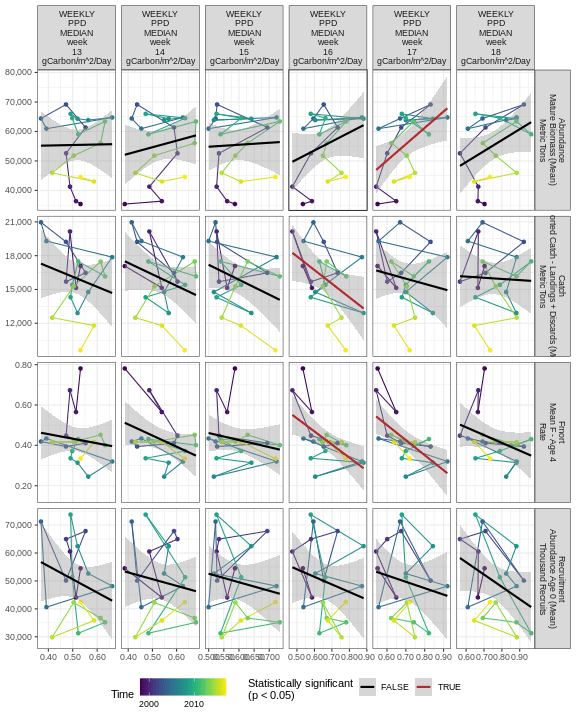 WEEKLY
PPD
MEDIAN
week
13
gCarbon/m^2/Day
WEEKLY
PPD
MEDIAN
week
14
gCarbon/m^2/Day
WEEKLY
PPD
MEDIAN
week
15
gCarbon/m^2/Day
WEEKLY
PPD
MEDIAN
week
16
gCarbon/m^2/Day
WEEKLY
PPD
MEDIAN
week
17
gCarbon/m^2/Day
WEEKLY
PPD
MEDIAN
week
18
gCarbon/m^2/Day
80,000
70,000
60,000
50,000
40,000
Abundance
Mature Biomass (Mean)
Metric Tons
21,000
18,000
15,000
12,000
Catch
orted Catch - Landings + Discards (M
Metric Tons
0.80
0.60
0.40
0.20
Fmort
Mean F - Age 4
Rate
70,000
60,000
50,000
40,000
30,000
Recruitment
Abundance Age 0 (Mean)
Thousand Recruits
0.40 0.50 0.60
0.40 0.50 0.60
0.700
0.50 0.60 0.70 0.80 0.90
0.60 0.70 0.80 0.90
0.60 0.70 0.80 0.90
Time
2000 2010
Statistically significant
(p < 0.05)
FALSE
TRUE